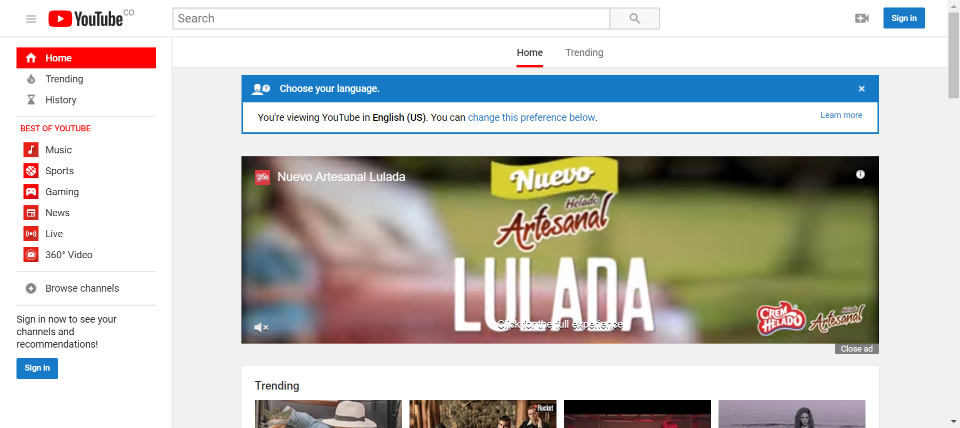 YouTube CO
Search
Sign in
Home
Trending
History
BEST OF YOUTUBE
Music
Sports
Gaming
News
Live
360° Video
Browse channels
Sign in now to see your
channels and
recommendations!
Sign in
Home Trending
Choose your language.
You're viewing YouTube in English (US). You can change this preference below.
Learn more
Nuevo Artesanal Lulada
Nuevo
Helado
Artesanal
LULADA
Click for the full experience
CREM
HELADO
Helado
Artesanal
Close ad
Trending
Rocket